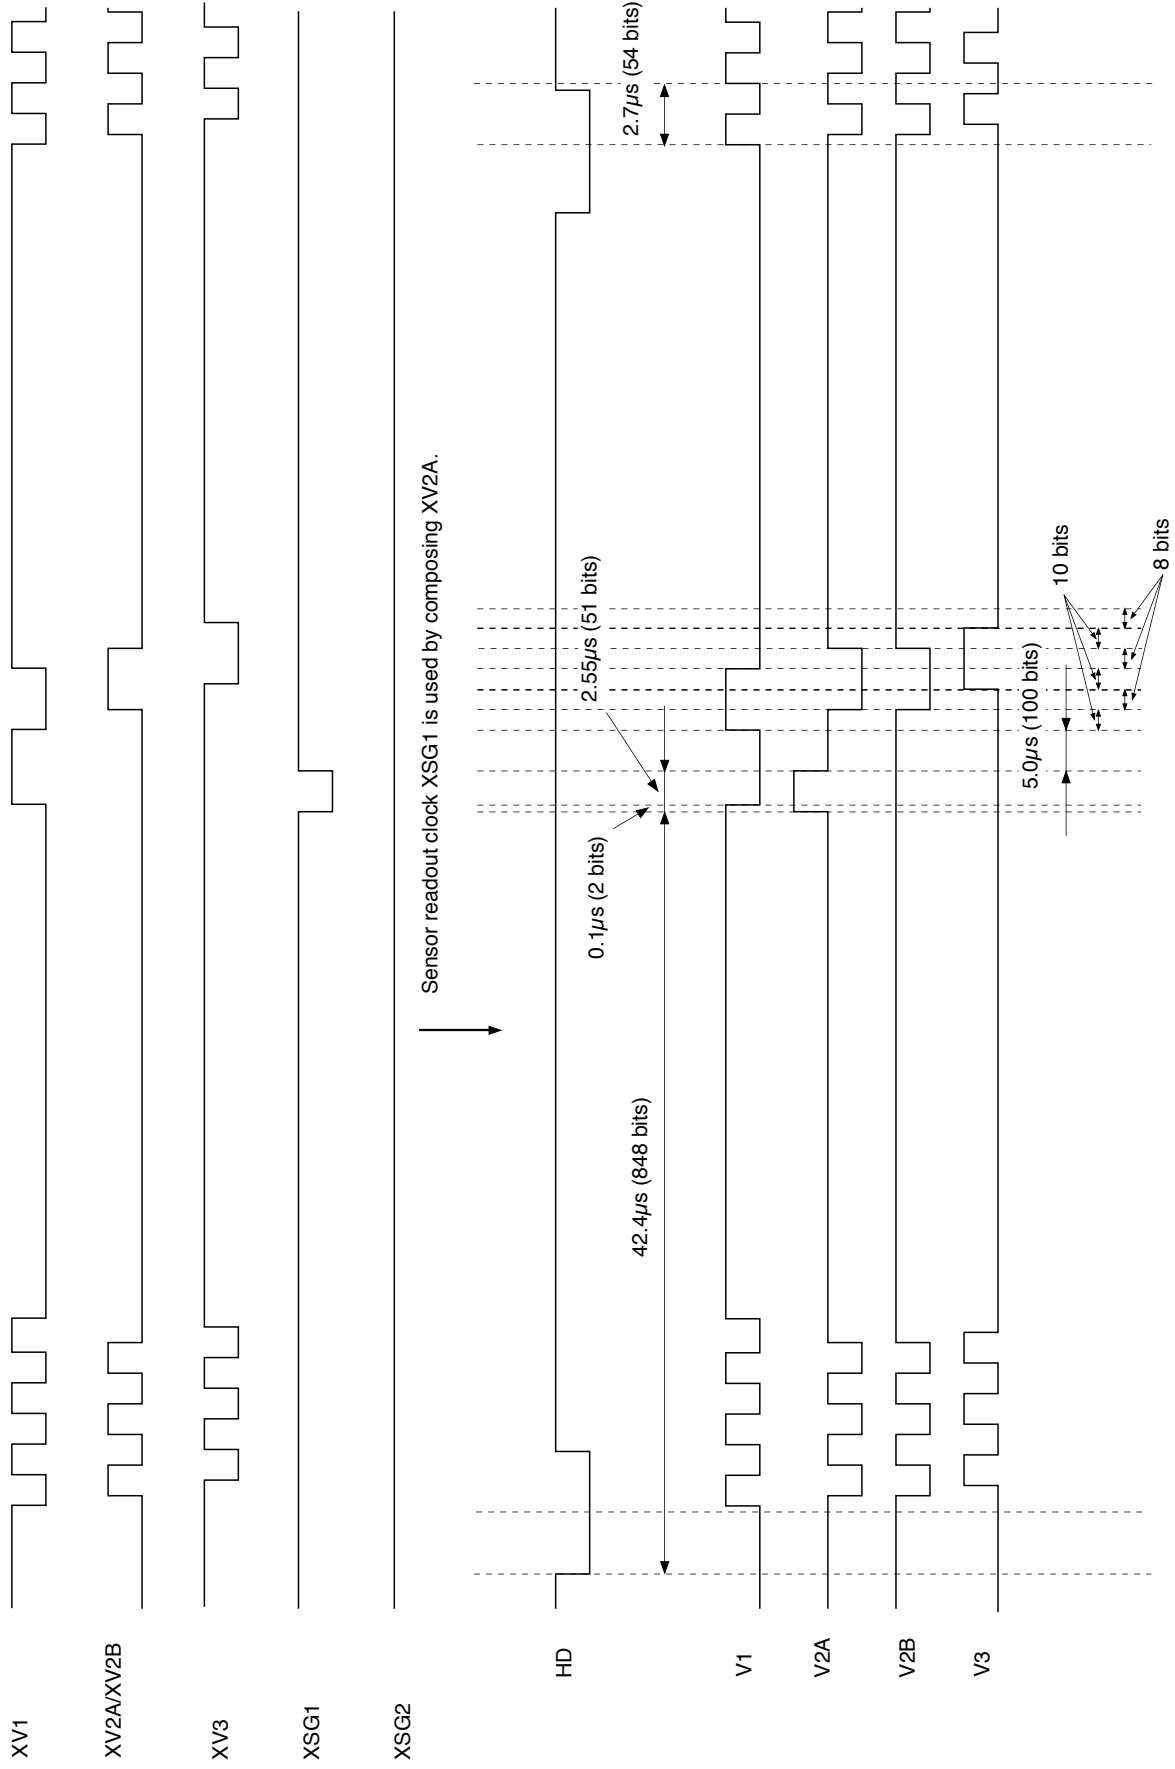 XV1
XV2A/XV2B
XV3
XSG1
XSG2
Sensor readout clock XSG1 is used by composing XV2A.
HD
42.4µs (848 bits)
0.1µs (2 bits)
2.55µs (51 bits)
2.7µs (54 bits)
V1
V2A
V2B
V3
5.0µs (100 bits)
10 bits
8 bits